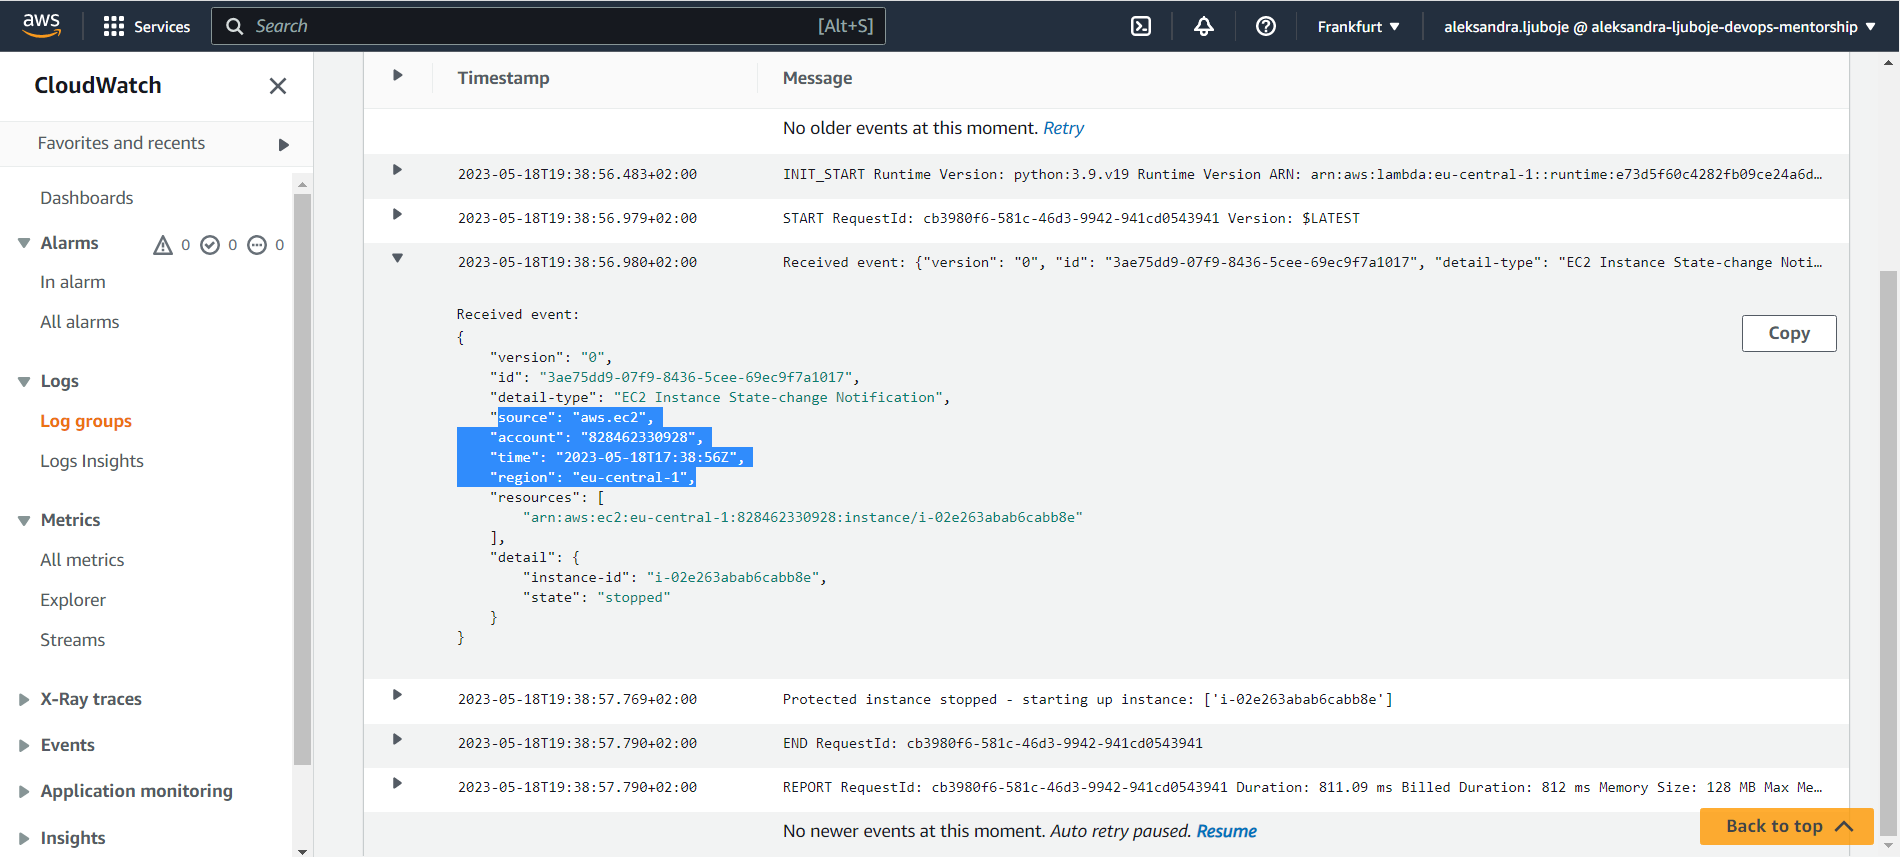 aws
Services
Search
[Alt+S]
Frankfurt
aleksandra.ljuboje @ aleksandra-ljuboje-devops-mentorship
CloudWatch
Favorites and recents
Dashboards
Alarms 0 0 0
In alarm
All alarms
Logs
Log groups
Logs Insights
Metrics
All metrics
Explorer
Streams
X-Ray traces
Events
Application monitoring
Insights
Timestamp Message
No older events at this moment. Retry
2023-05-18T19:38:56.483+02:00 INIT_START Runtime Version: python:3.9.v19 Runtime Version ARN: arn:aws:lambda:eu-central-1::runtime:e73d5f60c4282fb09ce24a6d…
2023-05-18T19:38:56.979+02:00 START RequestId: cb3980f6-581c-46d3-9942-941cd0543941 Version: $LATEST
2023-05-18T19:38:56.980+02:00 Received event: {"version": "0", "id": "3ae75dd9-07f9-8436-5cee-69ec9f7a1017", "detail-type": "EC2 Instance State-change Noti…
Received event:
Copy
{
"version": "0",
"id": "3ae75dd9-07f9-8436-5cee-69ec9f7a1017",
"detail-type": "EC2 Instance State-change Notification",
"source": "aws.ec2",
"account": "828462330928",
"time": "2023-05-18T17:38:56Z",
"region": "eu-central-1",
"resources": [
"arn:aws:ec2:eu-central-1:828462330928:instance/i-02e263abab6cabb8e"
],
"detail": {
"instance-id": "i-02e263abab6cabb8e",
"state": "stopped"
}
}
2023-05-18T19:38:57.769+02:00 Protected instance stopped - starting up instance: ['i-02e263abab6cabb8e']
2023-05-18T19:38:57.790+02:00 END RequestId: cb3980f6-581c-46d3-9942-941cd0543941
2023-05-18T19:38:57.790+02:00 REPORT RequestId: cb3980f6-581c-46d3-9942-941cd0543941 Duration: 811.09 ms Billed Duration: 812 ms Memory Size: 128 MB Max Me…
No newer events at this moment. Auto retry paused. Resume
Back to top